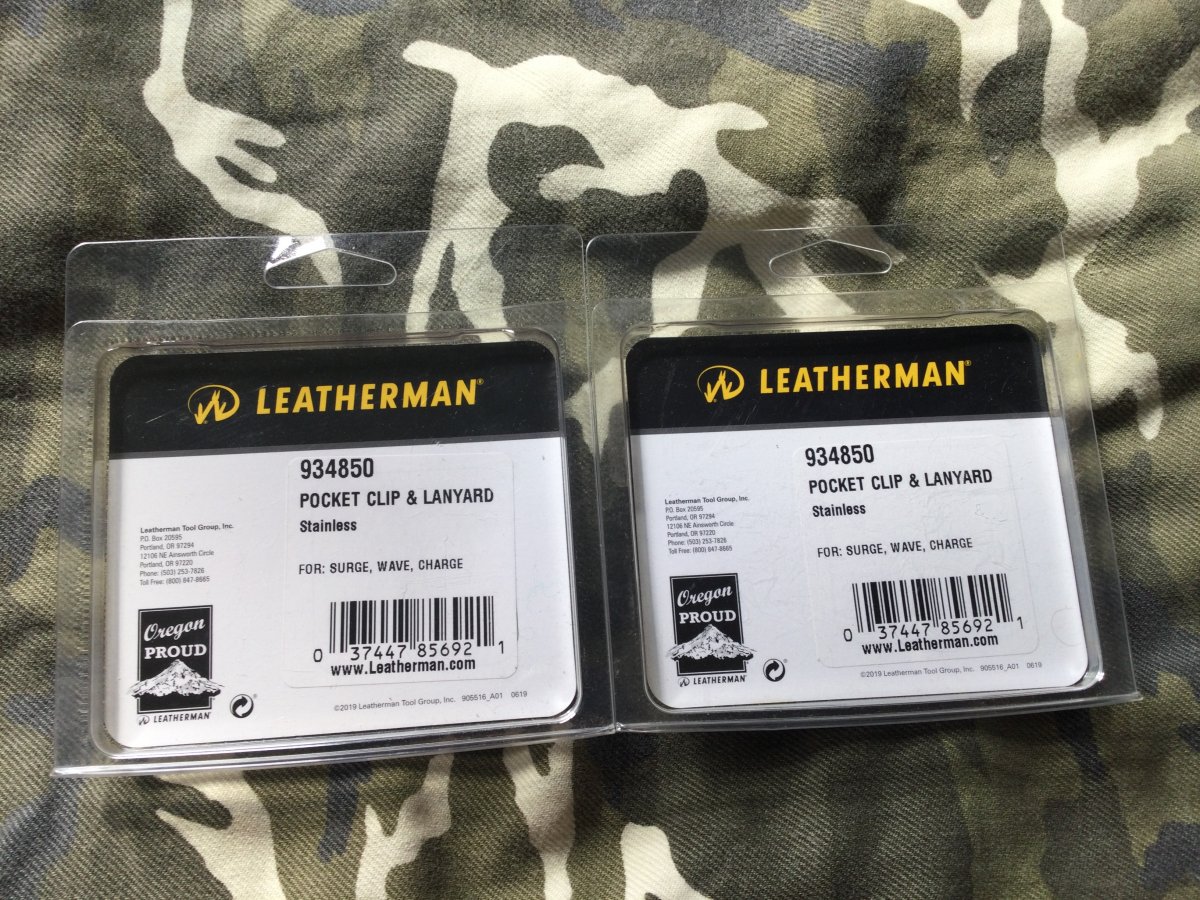 LEATHERMAN®
934850
POCKET CLIP & LANYARD
Stainless
Leatherman Tool Group, Inc.
P.O. Box 20595
Portland, OR 97294
12106 NE Ainsworth Circle
Portland, OR 97220
Phone: (503) 253-7826
Toll Free: (800) 847-8665
FOR: SURGE, WAVE, CHARGE
Oregon
PROUD
LEATHERMAN®
0 37447 85692 1
www.Leatherman.com
©2019 Leatherman Tool Group, Inc. 905516_A01 0619
LEATHERMAN®
934850
POCKET CLIP & LANYARD
Stainless
Leatherman Tool Group, Inc.
P.O. Box 20595
Portland, OR 97294
12106 NE Ainsworth Circle
Portland, OR 97220
Phone: (503) 253-7826
Toll Free: (800) 847-8665
FOR: SURGE, WAVE, CHARGE
Oregon
PROUD
LEATHERMAN®
0 37447 85692 1
www.Leatherman.com
©2019 Leatherman Tool Group, Inc. 905516_A01 0619